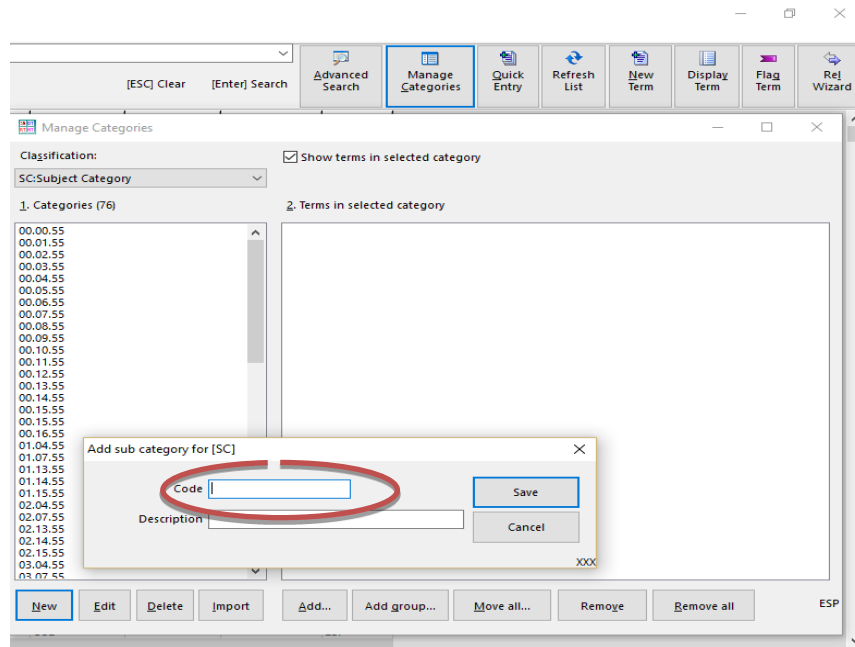 [ESC] Clear [Enter] Search
Advanced Search
Manage Categories
Quick Entry
Refresh List
New Term
Display Term
Flag Term
Rel Wizard
Manage Categories
Classification:
Show terms in selected category
SC:Subject Category
1. Categories (76)
2. Terms in selected category
00.00.55
00.01.55
00.02.55
00.03.55
00.04.55
00.05.55
00.06.55
00.07.55
00.08.55
00.09.55
00.10.55
00.11.55
00.12.55
00.13.55
00.14.55
00.15.55
00.15.55
00.16.55
01.04.55
01.07.55
01.13.55
01.14.55
01.15.55
02.04.55
02.07.55
02.13.55
02.14.55
02.15.55
03.04.55
03.07.55
Add sub category for [SC]
Code
Save
Description
Cancel
XXX
New Edit Delete Import Add... Add group... Move all... Remove Remove all ESP